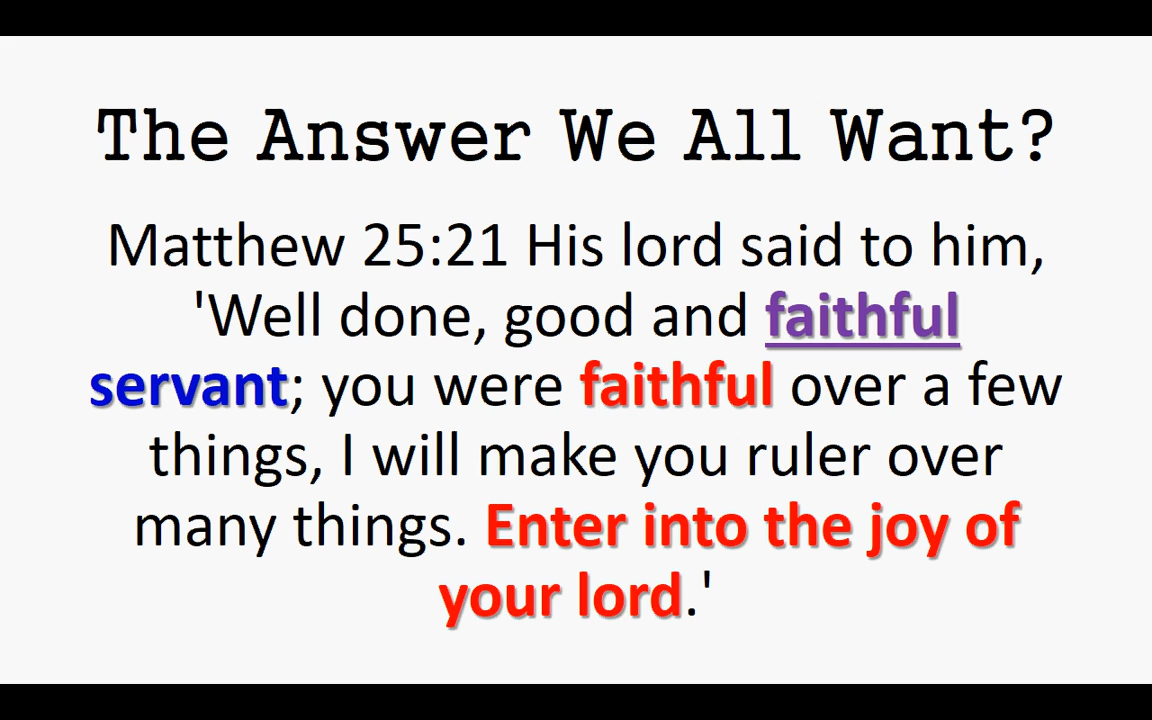 The Answer We All Want?
Matthew 25:21 His lord said to him,
'Well done, good and faithful
servant; you were faithful over a few
things, I will make you ruler over
many things. Enter into the joy of
your lord.'